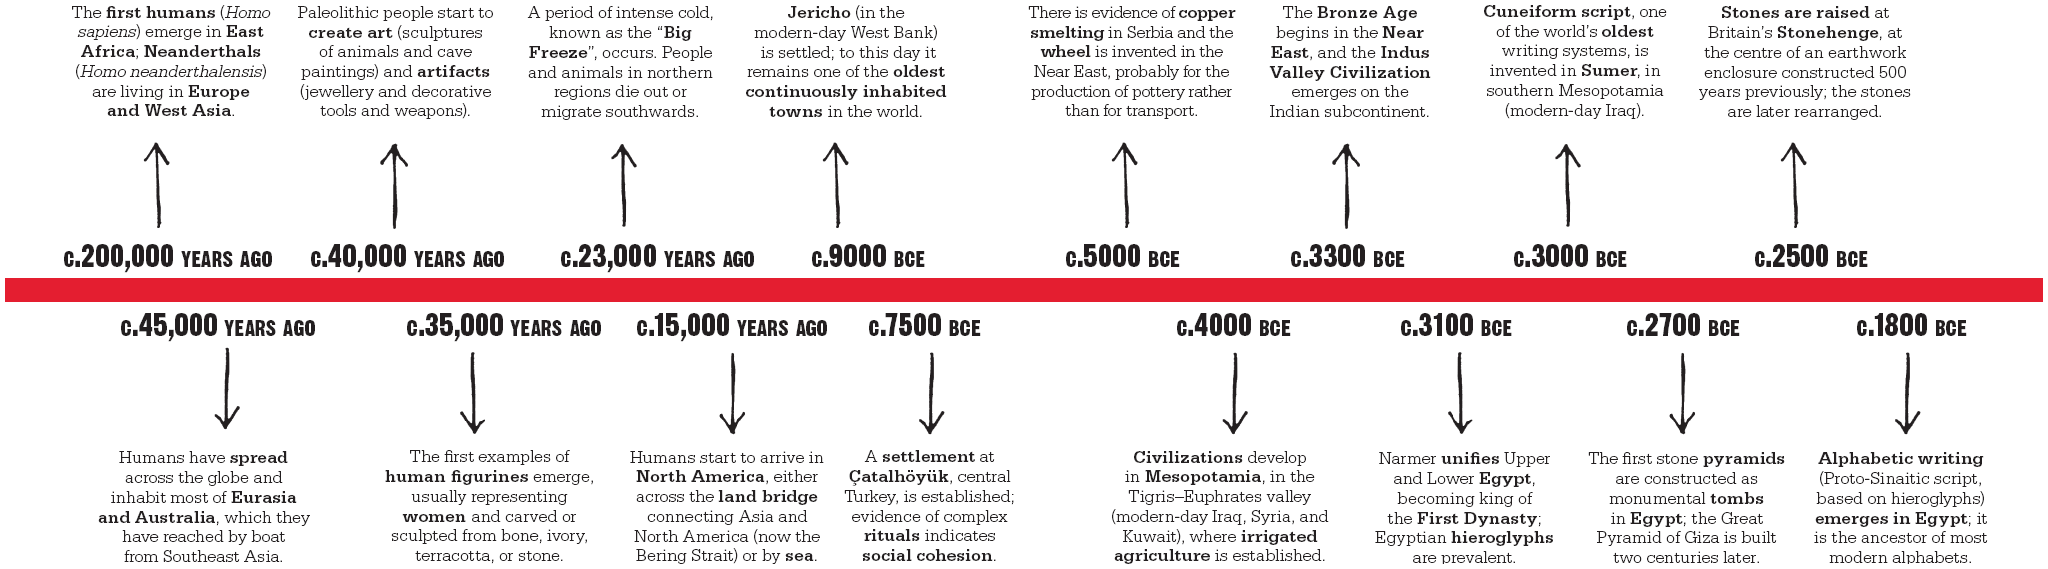 The first humans (Homo
sapiens) emerge in East
Africa; Neanderthals
(Homo neanderthalensis)
are living in Europe
and West Asia.
Paleolithic people start to
create art (sculptures
of animals and cave
paintings) and artifacts
(jewellery and decorative
tools and weapons).
A period of intense cold,
known as the “Big
Freeze”, occurs. People
and animals in northern
regions die out or
migrate southwards.
Jericho (in the
modern-day West Bank)
is settled; to this day it
remains one of the oldest
continuously inhabited
towns in the world.
There is evidence of copper
smelting in Serbia and the
wheel is invented in the
Near East, probably for the
production of pottery rather
than for transport.
The Bronze Age
begins in the Near
East, and the Indus
Valley Civilization
emerges on the
Indian subcontinent.
Cuneiform script, one
of the world’s oldest
writing systems, is
invented in Sumer, in
southern Mesopotamia
(modern-day Iraq).
Stones are raised at
Britain’s Stonehenge, at
the centre of an earthwork
enclosure constructed 500
years previously; the stones
are later rearranged.
c.200,000 YEARS AGO
c.40,000 YEARS AGO
c.23,000 YEARS AGO
c.9000 BCE
c.5000 BCE
c.3300 BCE
c.3000 BCE
c.2500 BCE
c.45,000 YEARS AGO
c.35,000 YEARS AGO
c.15,000 YEARS AGO
c.7500 BCE
c.4000 BCE
c.3100 BCE
c.2700 BCE
c.1800 BCE
Humans have spread
across the globe and
inhabit most of Eurasia
and Australia, which they
have reached by boat
from Southeast Asia.
The first examples of
human figurines emerge,
usually representing
women and carved or
sculpted from bone, ivory,
terracotta, or stone.
Humans start to arrive in
North America, either
across the land bridge
connecting Asia and
North America (now the
Bering Strait) or by sea.
A settlement at
Çatalhöyük, central
Turkey, is established;
evidence of complex
rituals indicates
social cohesion.
Civilizations develop
in Mesopotamia, in the
Tigris–Euphrates valley
(modern-day Iraq, Syria, and
Kuwait), where irrigated
agriculture is established.
Narmer unifies Upper
and Lower Egypt,
becoming king of
the First Dynasty;
Egyptian hieroglyphs
are prevalent.
The first stone pyramids
are constructed as
monumental tombs
in Egypt; the Great
Pyramid of Giza is built
two centuries later.
Alphabetic writing
(Proto-Sinaitic script,
based on hieroglyphs)
emerges in Egypt; it
is the ancestor of most
modern alphabets.